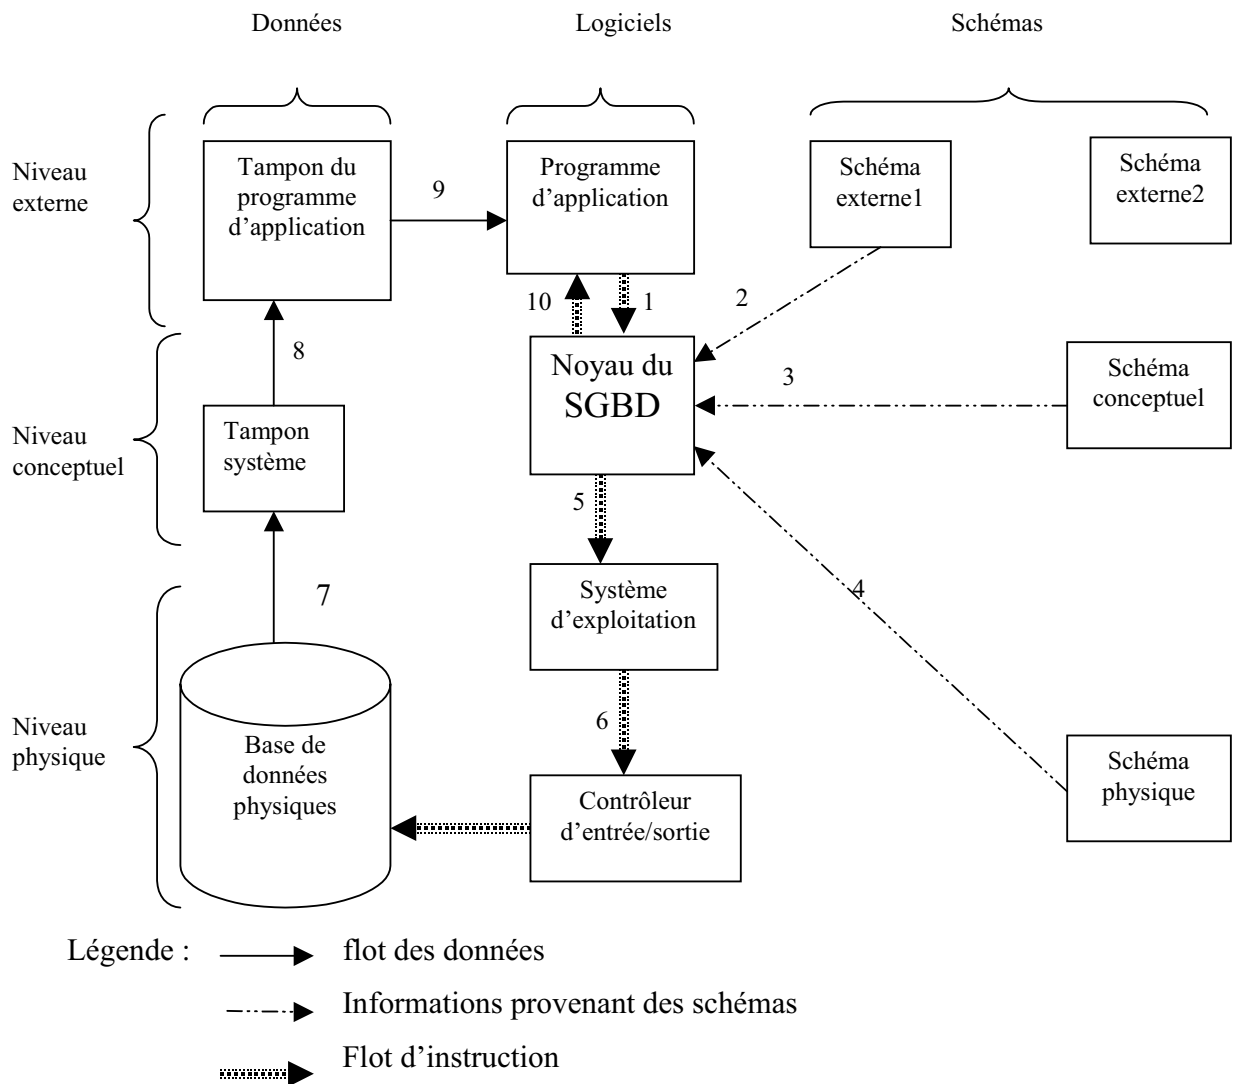 Données
Logiciels
Schémas
Niveau
externe
Tampon du
programme
d’application
9
Programme
d’application
Schéma
externe1
Schéma
externe2
10
1
2
8
Noyau du
SGBD
3
Schéma
conceptuel
Niveau
conceptuel
Tampon
système
5
7
Système
d’exploitation
4
6
Niveau
physique
Base de
données
physiques
Contrôleur
d’entrée/sortie
Schéma
physique
Légende :
flot des données
Informations provenant des schémas
Flot d’instruction